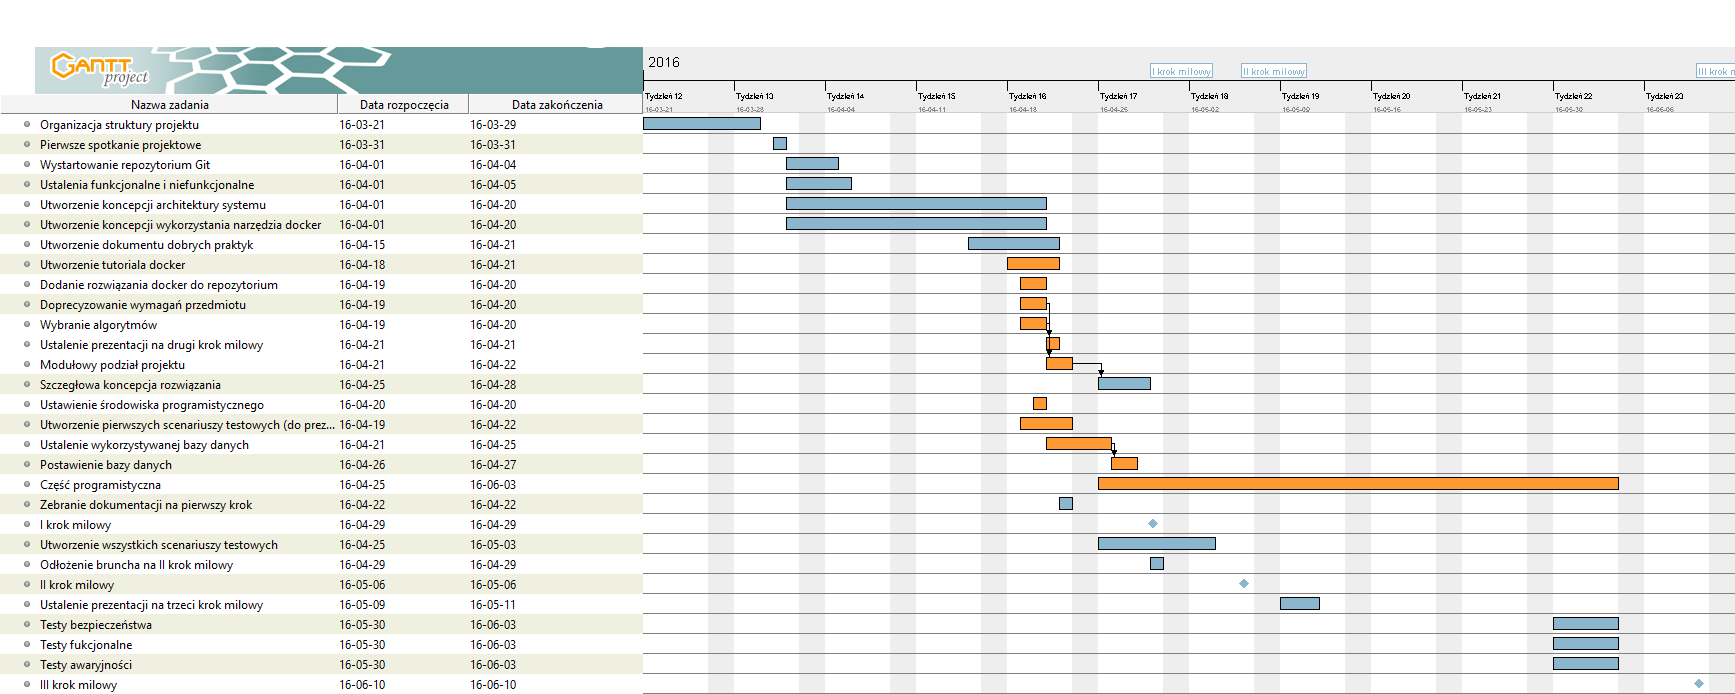 GANTT
project
2016
I krok milowy II krok milowy III krok m
Tydzień 12 Tydzień 13 Tydzień 14 Tydzień 15 Tydzień 16 Tydzień 17 Tydzień 18 Tydzień 19 Tydzień 20 Tydzień 21 Tydzień 22 Tydzień 23
16-03-21 16-03-28 16-04-04 16-04-11 16-04-18 16-04-25 16-05-02 16-05-09 16-05-16 16-05-23 16-05-30 16-06-06
Nazwa zadania Data rozpoczęcia Data zakończenia
Organizacja struktury projektu 16-03-21 16-03-29
Pierwsze spotkanie projektowe 16-03-31 16-03-31
Wystartowanie repozytorium Git 16-04-01 16-04-04
Ustalenia funkcjonalne i niefunkcjonalne 16-04-01 16-04-05
Utworzenie koncepcji architektury systemu 16-04-01 16-04-20
Utworzenie koncepcji wykorzystania narzędzia docker 16-04-01 16-04-20
Utworzenie dokumentu dobrych praktyk 16-04-15 16-04-21
Utworzenie tutoriala docker 16-04-18 16-04-21
Dodanie rozwiązania docker do repozytorium 16-04-19 16-04-20
Doprecyzowanie wymagań przedmiotu 16-04-19 16-04-20
Wybranie algorytmów 16-04-19 16-04-20
Ustalenie prezentacji na drugi krok milowy 16-04-21 16-04-21
Modułowy podział projektu 16-04-21 16-04-22
Szczegłowa koncepcja rozwiązania 16-04-25 16-04-28
Ustawienie środowiska programistycznego 16-04-20 16-04-20
Utworzenie pierwszych scenariuszy testowych (do prez... 16-04-19 16-04-22
Ustalenie wykorzystywanej bazy danych 16-04-21 16-04-25
Postawienie bazy danych 16-04-26 16-04-27
Część programistyczna 16-04-25 16-06-03
Zebranie dokumentacji na pierwszy krok 16-04-22 16-04-22
I krok milowy 16-04-29 16-04-29
Utworzenie wszystkich scenariuszy testowych 16-04-25 16-05-03
Odłożenie bruncha na II krok milowy 16-04-29 16-04-29
II krok milowy 16-05-06 16-05-06
Ustalenie prezentacji na trzeci krok milowy 16-05-09 16-05-11
Testy bezpieczeństwa 16-05-30 16-06-03
Testy fukcjonalne 16-05-30 16-06-03
Testy awaryjności 16-05-30 16-06-03
III krok milowy 16-06-10 16-06-10